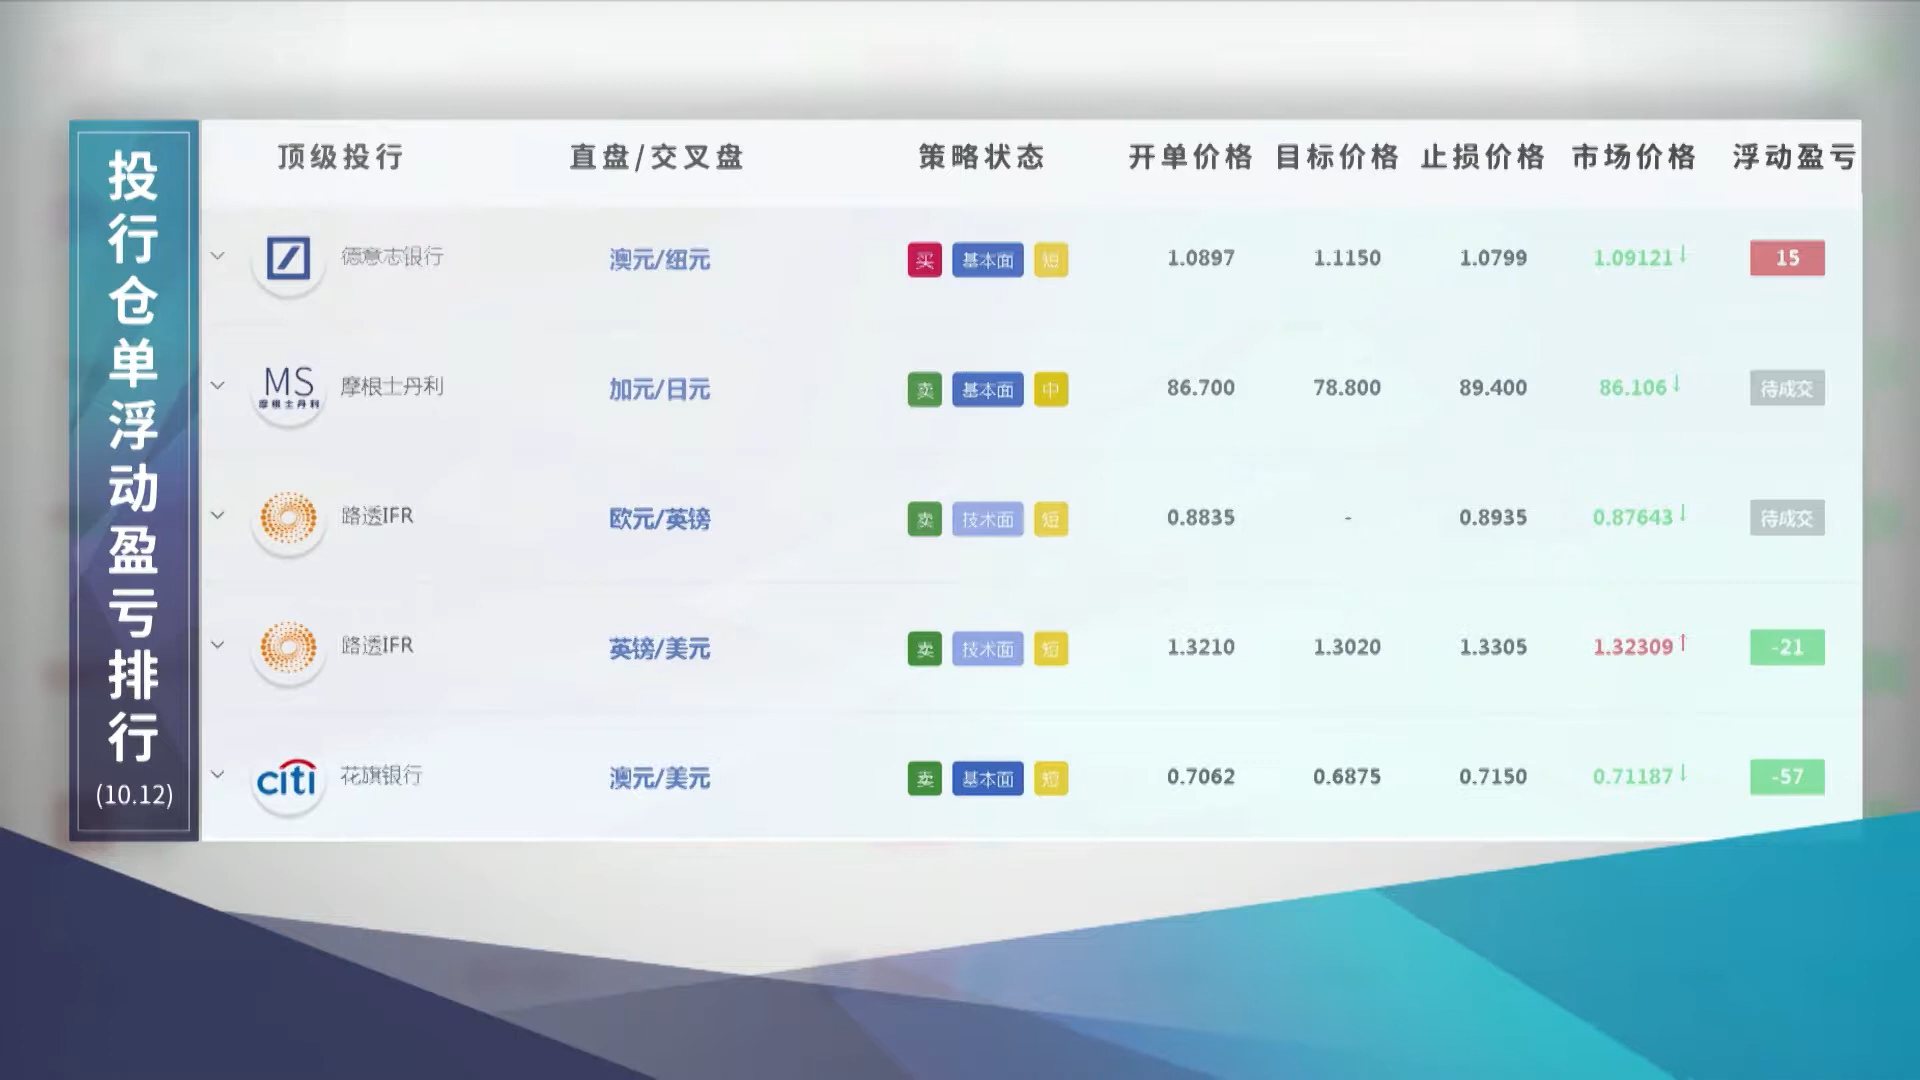 投行仓单浮动盈亏排行
(10.12)
顶级投行 直盘/交叉盘 策略状态 开单价格 目标价格 止损价格 市场价格 浮动盈亏
德意志银行 澳元/纽元 买 基本面 短 1.0897 1.1150 1.0799 1.09121↓ 15
MS 摩根士丹利 摩根士丹利 加元/日元 卖 基本面 中 86.700 78.800 89.400 86.106↓ 待成交
路透IFR 欧元/英镑 卖 技术面 短 0.8835 - 0.8935 0.87643↓ 待成交
路透IFR 英镑/美元 卖 技术面 短 1.3210 1.3020 1.3305 1.32309↑ -21
citi 花旗银行 澳元/美元 卖 基本面 短 0.7062 0.6875 0.7150 0.71187↓ -57